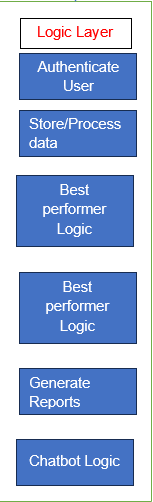 Logic Layer
Authenticate
User
Store/Process
data
Best
performer
Logic
Best
performer
Logic
Generate
Reports
Chatbot Logic